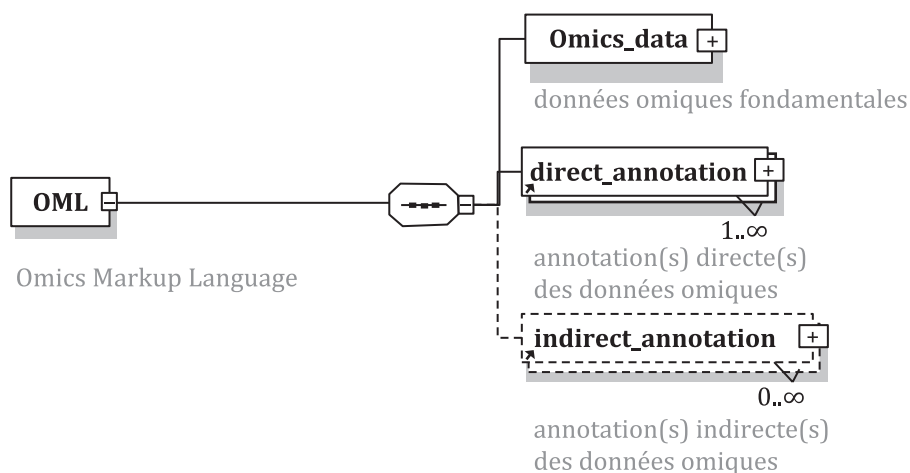 Omics_data
données omiques fondamentales
direct_annotation
1..∞
OML
Omics Markup Language
annotation(s) directe(s)
des données omiques
indirect_annotation
0..∞
annotation(s) indirecte(s)
des données omiques